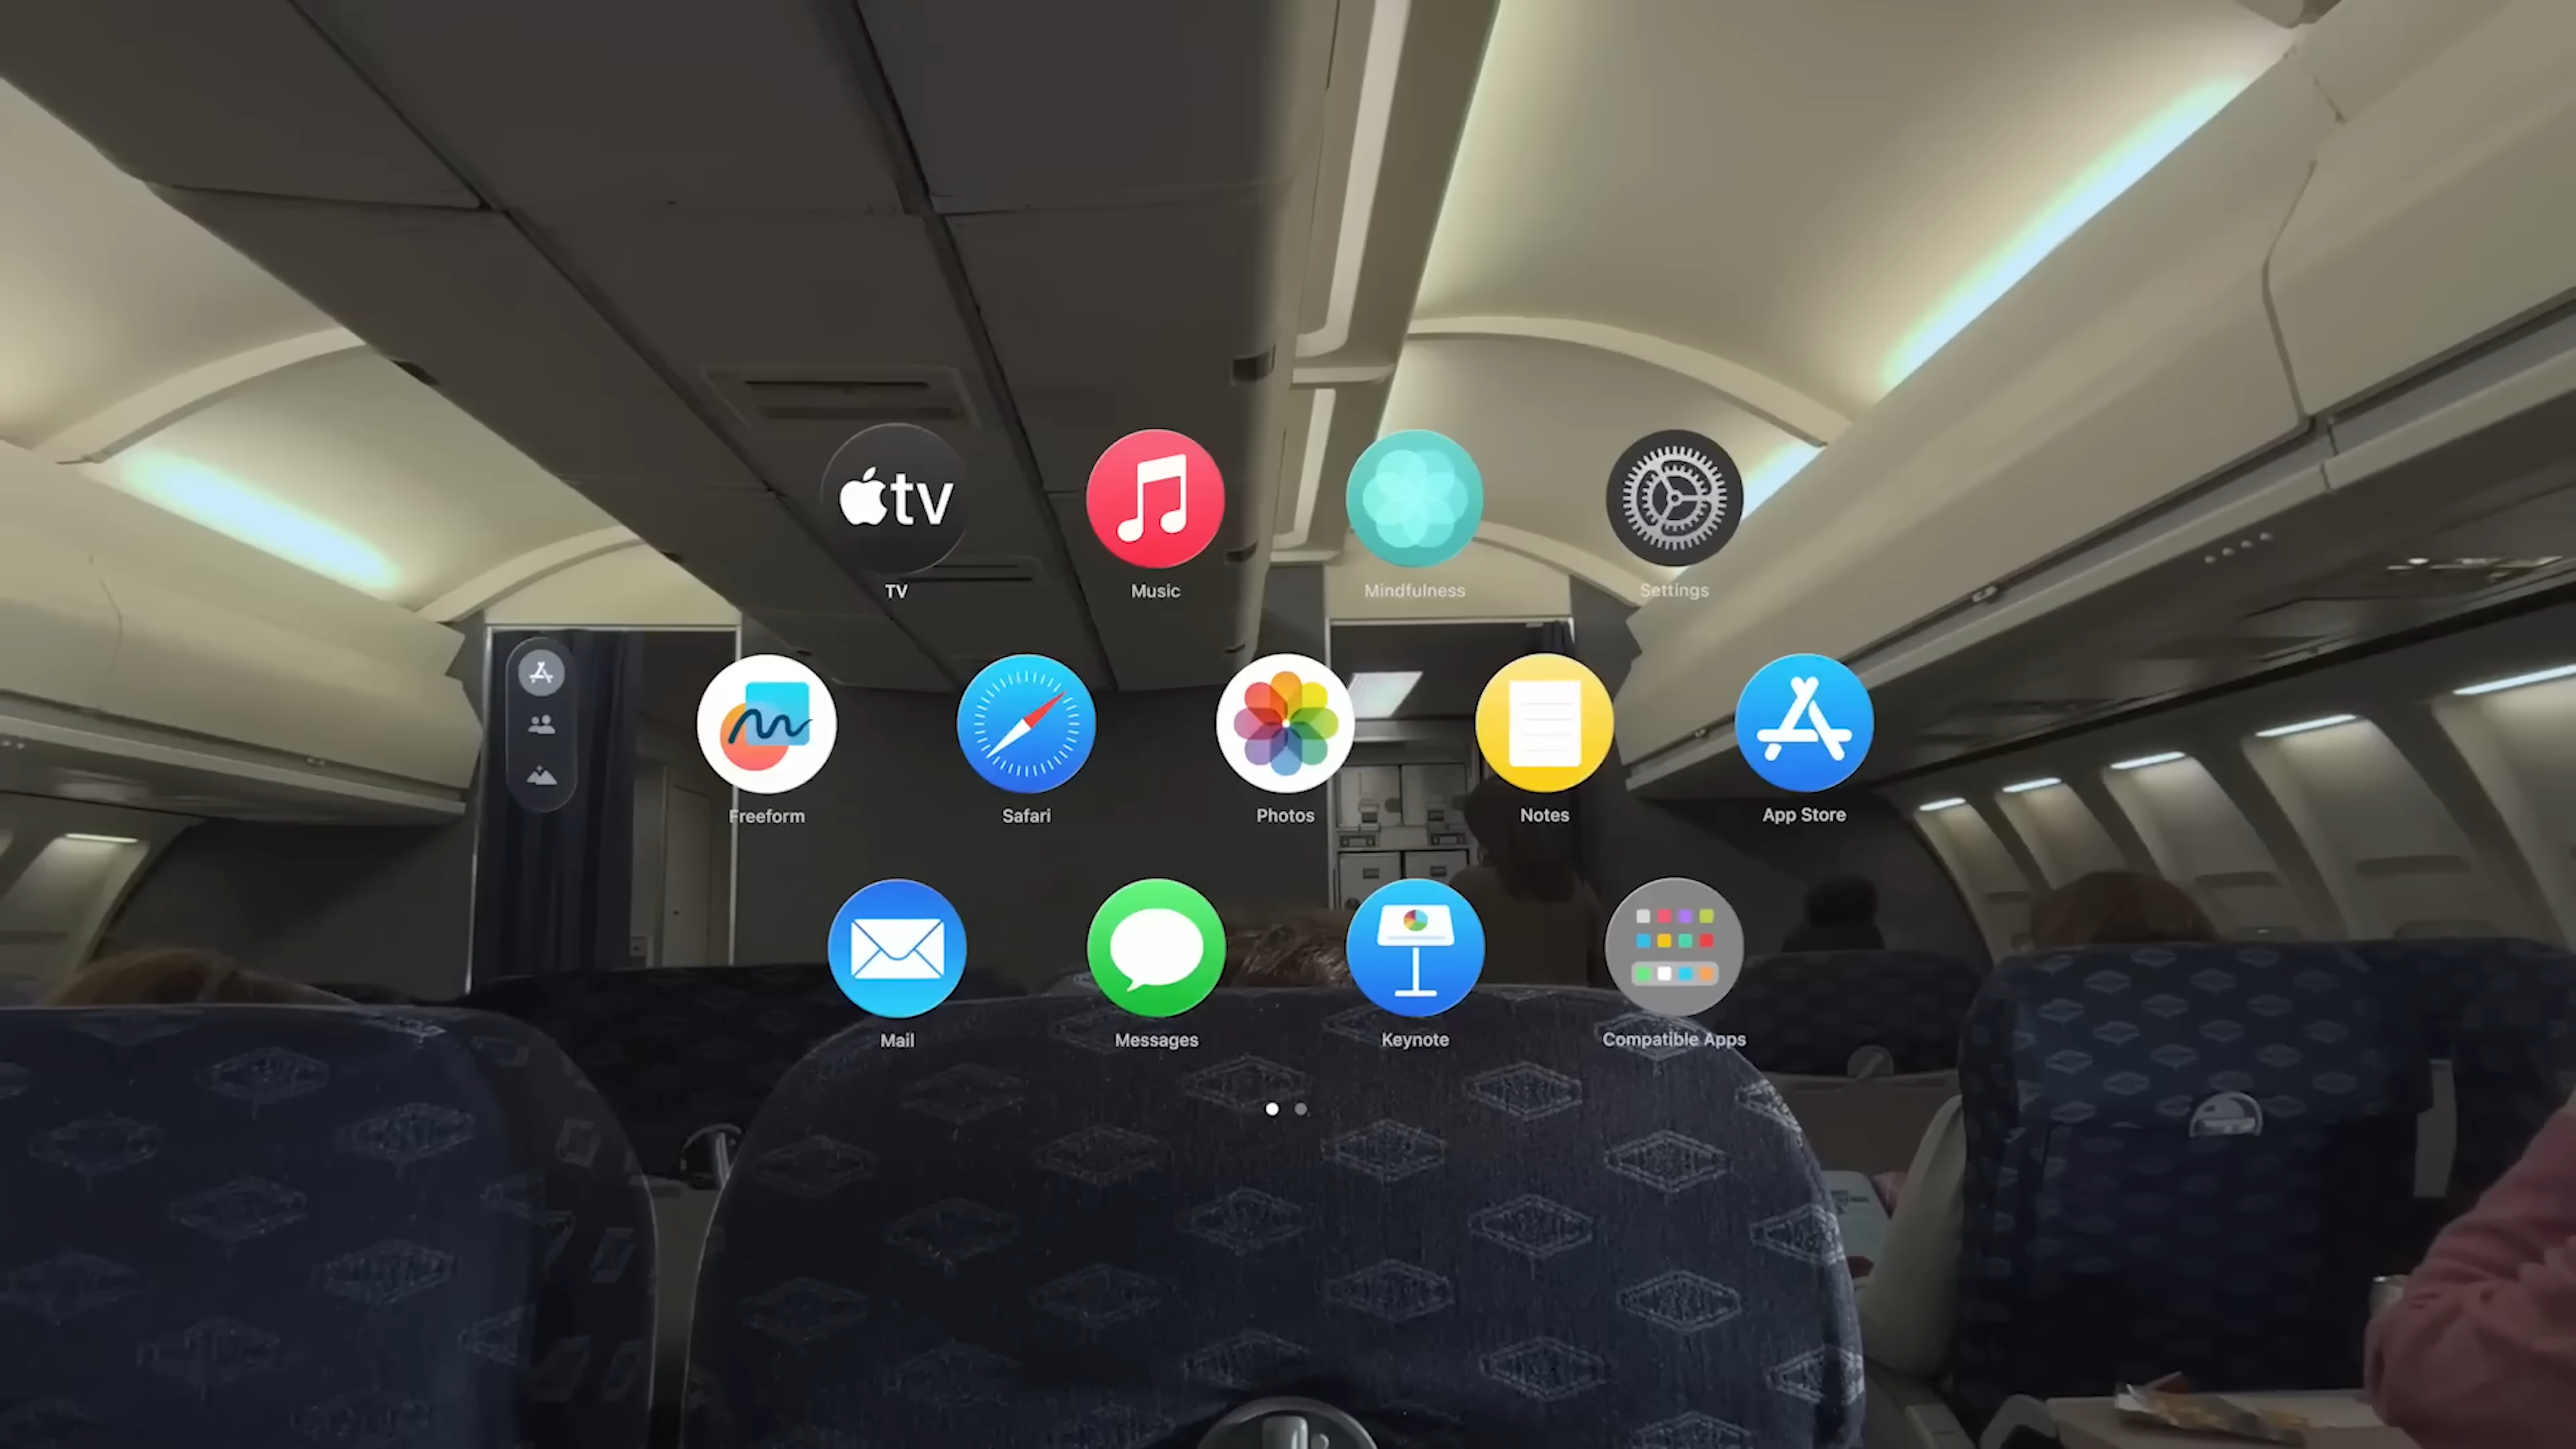 tv
TV
Music
Mindfulness
Settings
Freeform
Safari
Photos
Notes
App Store
Mail
Messages
Keynote
Compatible Apps